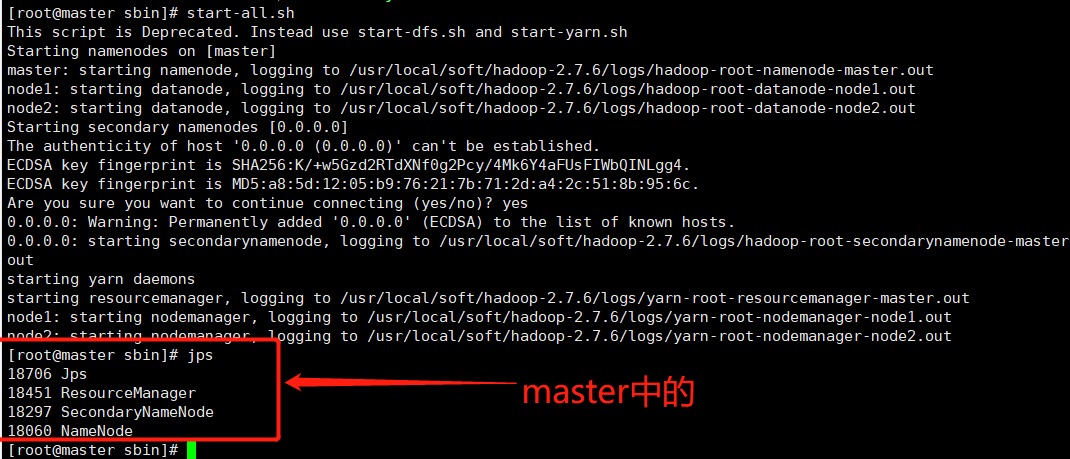 [root@master sbin]# start-all.sh
This script is Deprecated. Instead use start-dfs.sh and start-yarn.sh
Starting namenodes on [master]
master: starting namenode, logging to /usr/local/soft/hadoop-2.7.6/logs/hadoop-root-namenode-master.out
node1: starting datanode, logging to /usr/local/soft/hadoop-2.7.6/logs/hadoop-root-datanode-node1.out
node2: starting datanode, logging to /usr/local/soft/hadoop-2.7.6/logs/hadoop-root-datanode-node2.out
Starting secondary namenodes [0.0.0.0]
The authenticity of host '0.0.0.0 (0.0.0.0)' can't be established.
ECDSA key fingerprint is SHA256:K/+w5Gzd2RTdXNf0g2Pcy/4Mk6Y4aFUsFIWbQINLgg4.
ECDSA key fingerprint is MD5:a8:5d:12:05:b9:76:21:7b:71:2d:a4:2c:51:8b:95:6c.
Are you sure you want to continue connecting (yes/no)? yes
0.0.0.0: Warning: Permanently added '0.0.0.0' (ECDSA) to the list of known hosts.
0.0.0.0: starting secondarynamenode, logging to /usr/local/soft/hadoop-2.7.6/logs/hadoop-root-secondarynamenode-master
out
starting yarn daemons
starting resourcemanager, logging to /usr/local/soft/hadoop-2.7.6/logs/yarn-root-resourcemanager-master.out
node1: starting nodemanager, logging to /usr/local/soft/hadoop-2.7.6/logs/yarn-root-nodemanager-node1.out
node2: starting nodemanager, logging to /usr/local/soft/hadoop-2.7.6/logs/yarn-root-nodemanager-node2.out
[root@master sbin]# jps
18706 Jps
18451 ResourceManager
18297 SecondaryNameNode
18060 NameNode
[root@master sbin]#
master中的